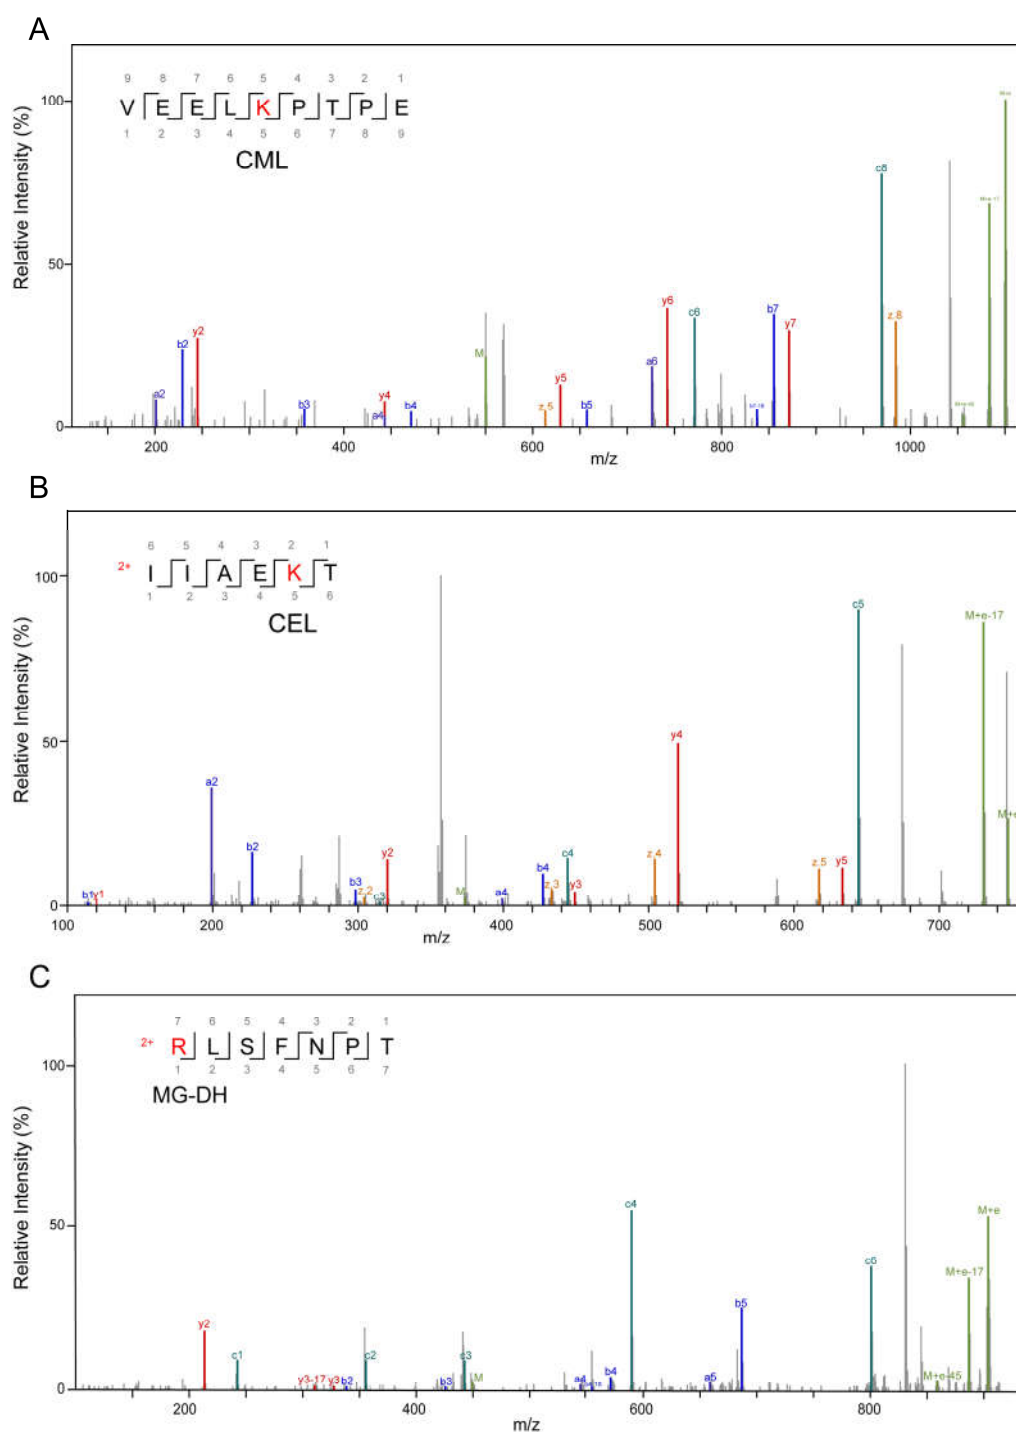 A
9 8 7 6 5 4 3 2 1
V E E L K P T P E
1 2 3 4 5 6 7 8 9
CML
Relative Intensity (%)
100
50
0
a2
b2
y2
b3
a4
y4
b4
M
z.5
y5
b5
a6
y6
c6
b7-18
b7
y7
c8
z.8
M+e-17
M+e
200 400 600 800 1000
m/z
B
6 5 4 3 2 1
2+ I I A E K T
1 2 3 4 5 6
CEL
Relative Intensity (%)
100
50
0
b1
y1
a2
b2
b3
z.2
c3
y2
M
a4
b4
z.3
c4
y3
z.4
y4
z.5
y5
c5
M+e-17
M+e
100 200 300 400 500 600 700
m/z
C
7 6 5 4 3 2 1
2+ R L S F N P T
1 2 3 4 5 6 7
MG-DH
Relative Intensity (%)
100
50
0
y2
c1
y3-17
y3
b2
c2
b3
c3
M
a4
b4
c4
a5
b5
c6
M+e-45
M+e-17
M+e
200 400 600 800
m/z